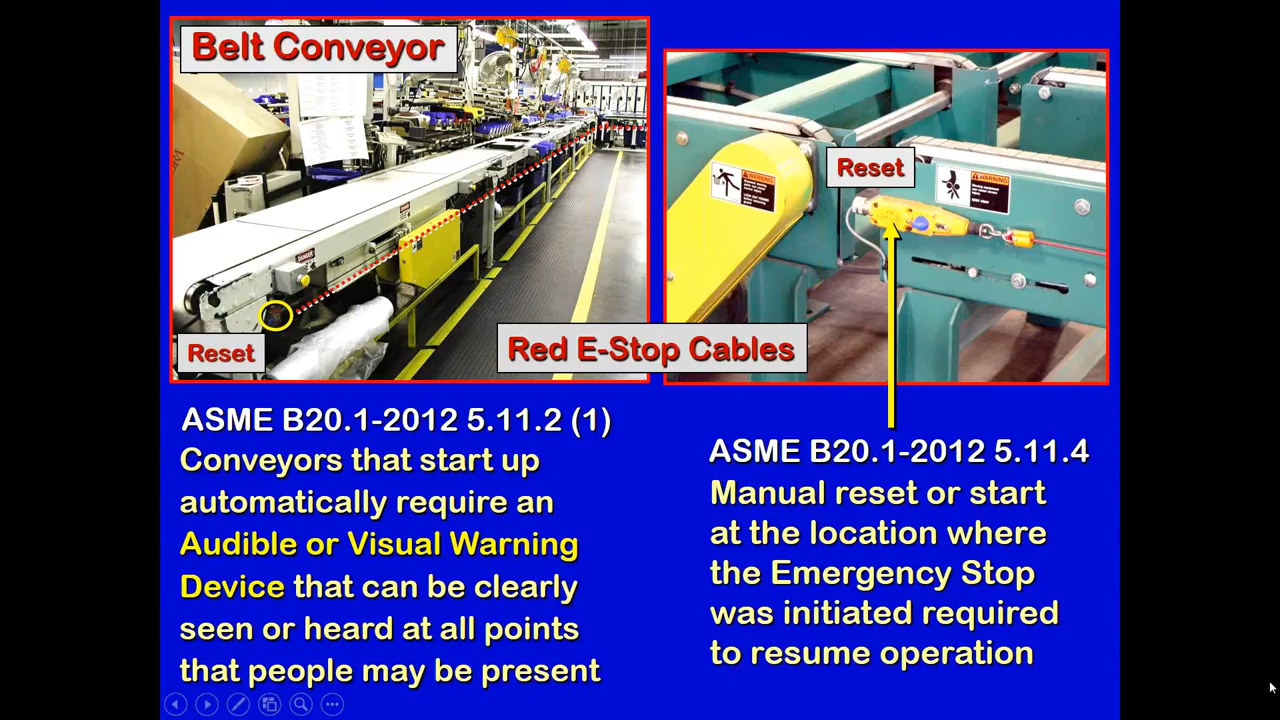 Belt Conveyor
Reset
Red E-Stop Cables
Reset
WARNING
WARNING
DANGER
ASME B20.1-2012 5.11.2 (1)
Conveyors that start up
automatically require an
Audible or Visual Warning
Device that can be clearly
seen or heard at all points
that people may be present
ASME B20.1-2012 5.11.4
Manual reset or start
at the location where
the Emergency Stop
was initiated required
to resume operation